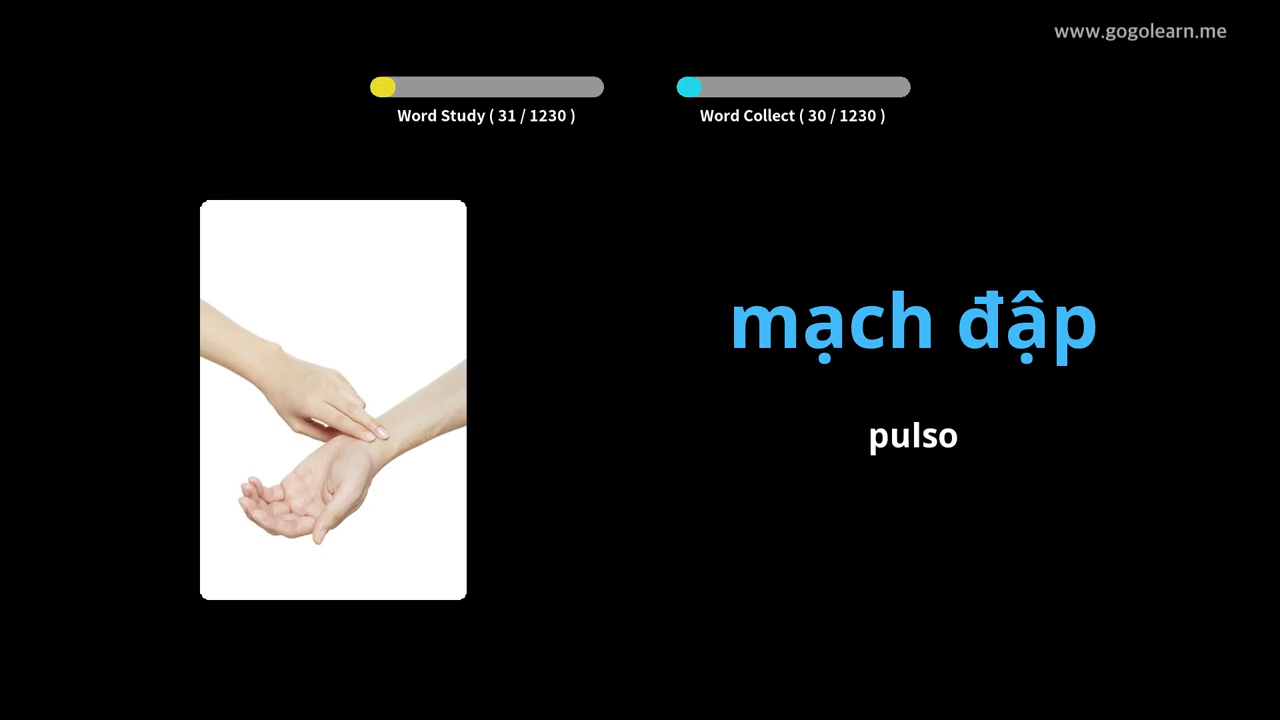 www.gogolearn.me
Word Study ( 31 / 1230 )
Word Collect ( 30 / 1230 )
mạch đập
pulso